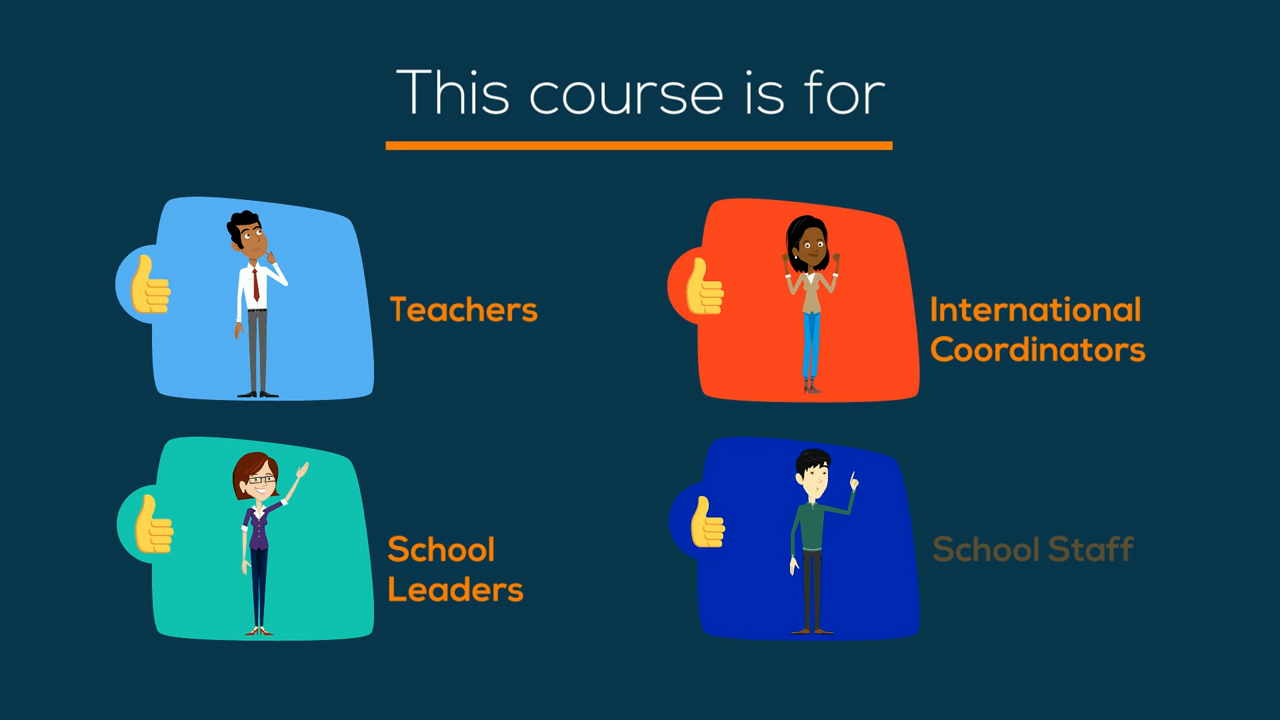 This course is for
Teachers
International
Coordinators
School
Leaders
School Staff